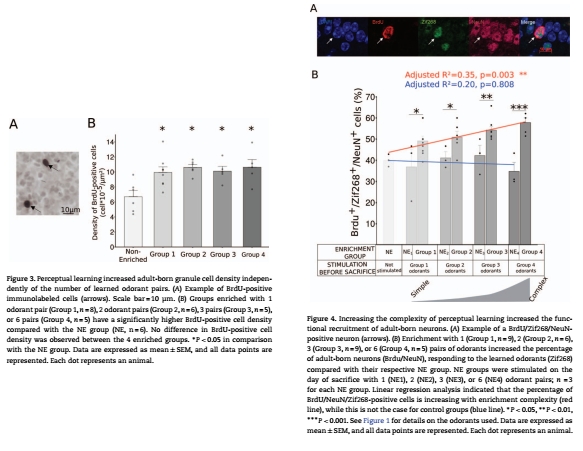 A
B
Density of BrdU-positive cells
(cell*10⁻⁵/µm³)
14
12
10
8
6
4
2
0
*
*
*
*
10µm
Non-
Enriched
Group 1
Group 2
Group 3
Group 4
Figure 3. Perceptual learning increased adult-born granule cell density indepen-
dently of the number of learned odorant pairs. (A) Example of BrdU-positive
immunolabeled cells (arrows). Scale bar=10 µm. (B) Groups enriched with 1
odorant pair (Group 1, n=8), 2 odorant pairs (Group 2, n=6), 3 pairs (Group 3, n=5),
or 6 pairs (Group 4, n=5) have a significantly higher BrdU-positive cell density
compared with the NE group (NE, n=6). No difference in BrdU-positive cell
density was observed between the 4 enriched groups. *P < 0.05 in comparison
with the NE group. Data are expressed as mean ± SEM, and all data points are
represented. Each dot represents an animal.
A
BrdU
Zif268
Merge
B
Adjusted R²=0.35, p=0.003 **
Adjusted R²=0.20, p=0.808
Brdu⁺/Zif268⁺/NeuN⁺ cells (%)
70
60
50
40
30
20
10
*
*
**
***
ENRICHMENT
GROUP
NE
NE₁ Group 1
NE₂ Group 2
NE₃ Group 3
NE₄ Group 4
STIMULATION
BEFORE SACRIFICE
Not
stimulated
Group 1
odorants
Group 2
odorants
Group 3
odorants
Group 4
odorants
Simple
Complex
Figure 4. Increasing the complexity of perceptual learning increased the func-
tional recruitment of adult-born neurons. (A) Example of a BrdU/Zif268/NeuN-
positive neuron (arrows). (B) Enrichment with 1 (Group 1, n=9), 2 (Group 2, n=6),
3 (Group 3, n=9), or 6 (Group 4, n=5) pairs of odorants increased the percentage
of adult-born neurons (Brdu/NeuN), responding to the learned odorants (Zif268)
compared with their respective NE group. NE groups were stimulated on the
day of sacrifice with 1 (NE1), 2 (NE2), 3 (NE3), or 6 (NE4) odorant pairs; n =3
for each NE group. Linear regression analysis indicated that the percentage of
BrdU/NeuN/Zif268-positive cells is increasing with enrichment complexity (red
line), while this is not the case for control groups (blue line). *P < 0.05, **P < 0.01,
***P < 0.001. See Figure 1 for details on the odorants used. Data are expressed as
mean ± SEM, and all data points are represented. Each dot represents an animal.